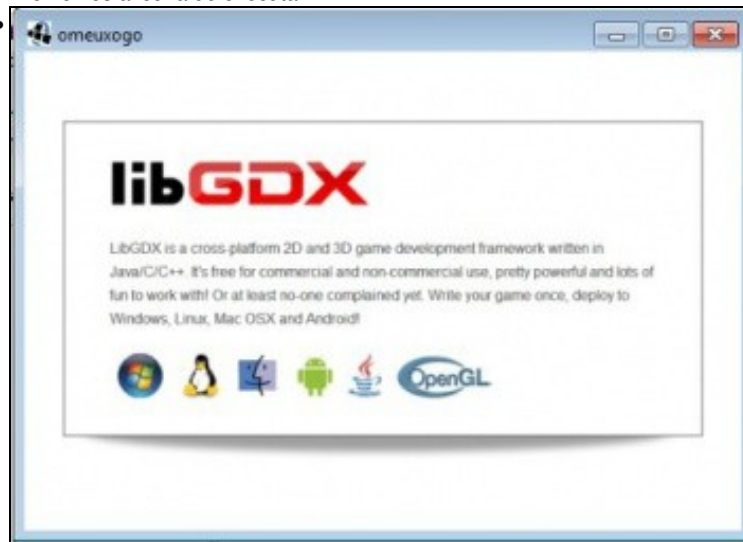 omeuxogo
libGDX
LibGDX is a cross-platform 2D and 3D game development framework written in
Java/C/C++. It's free for commercial and non-commercial use, pretty powerful and lots of
fun to work with! Or at least no-one complained yet. Write your game once, deploy to
Windows, Linux, Mac OSX and Android!
OpenGL